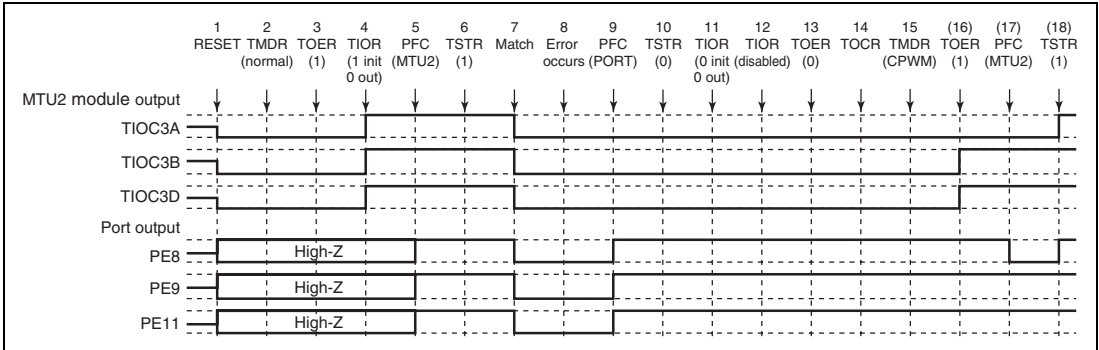 1 2 3 4 5 6 7 8 9 10 11 12 13 14 15 (16) (17) (18)
RESET TMDR TOER TIOR PFC TSTR Match Error PFC TSTR TIOR TIOR TOER TOCR TMDR TOER PFC TSTR
(normal) (1) (1 init (MTU2) (1) occurs (PORT) (0) (0 init (disabled) (0) (CPWM) (1) (MTU2) (1)
0 out) 0 out)
MTU2 module output
TIOC3A
TIOC3B
TIOC3D
Port output
PE8 High-Z
PE9 High-Z
PE11 High-Z